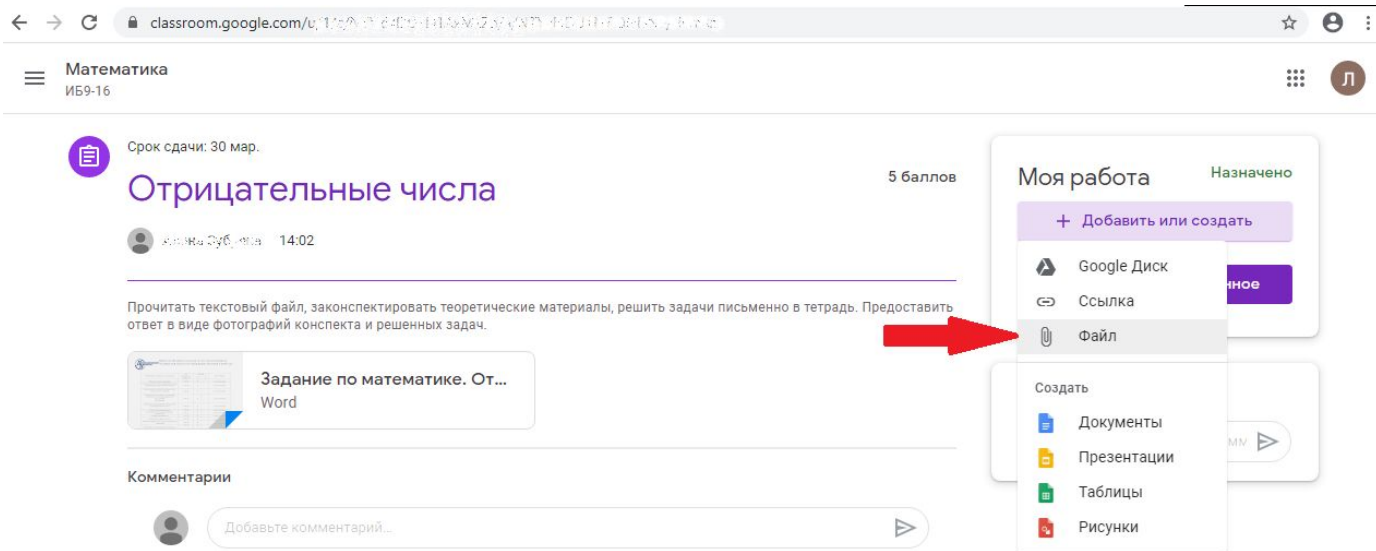 classroom.google.com/u
Математика
ИБ9-16
Л
Срок сдачи: 30 мар.
Отрицательные числа
5 баллов
14:02
Прочитать текстовый файл, законспектировать теоретические материалы, решить задачи письменно в тетрадь. Предоставить
ответ в виде фотографий конспекта и решенных задач.
Задание по математике. От...
Word
Комментарии
Добавьте комментарий...
Моя работа
Назначено
+ Добавить или создать
Google Диск
Ссылка
нное
Файл
Создать
Документы
мм
Презентации
Таблицы
Рисунки